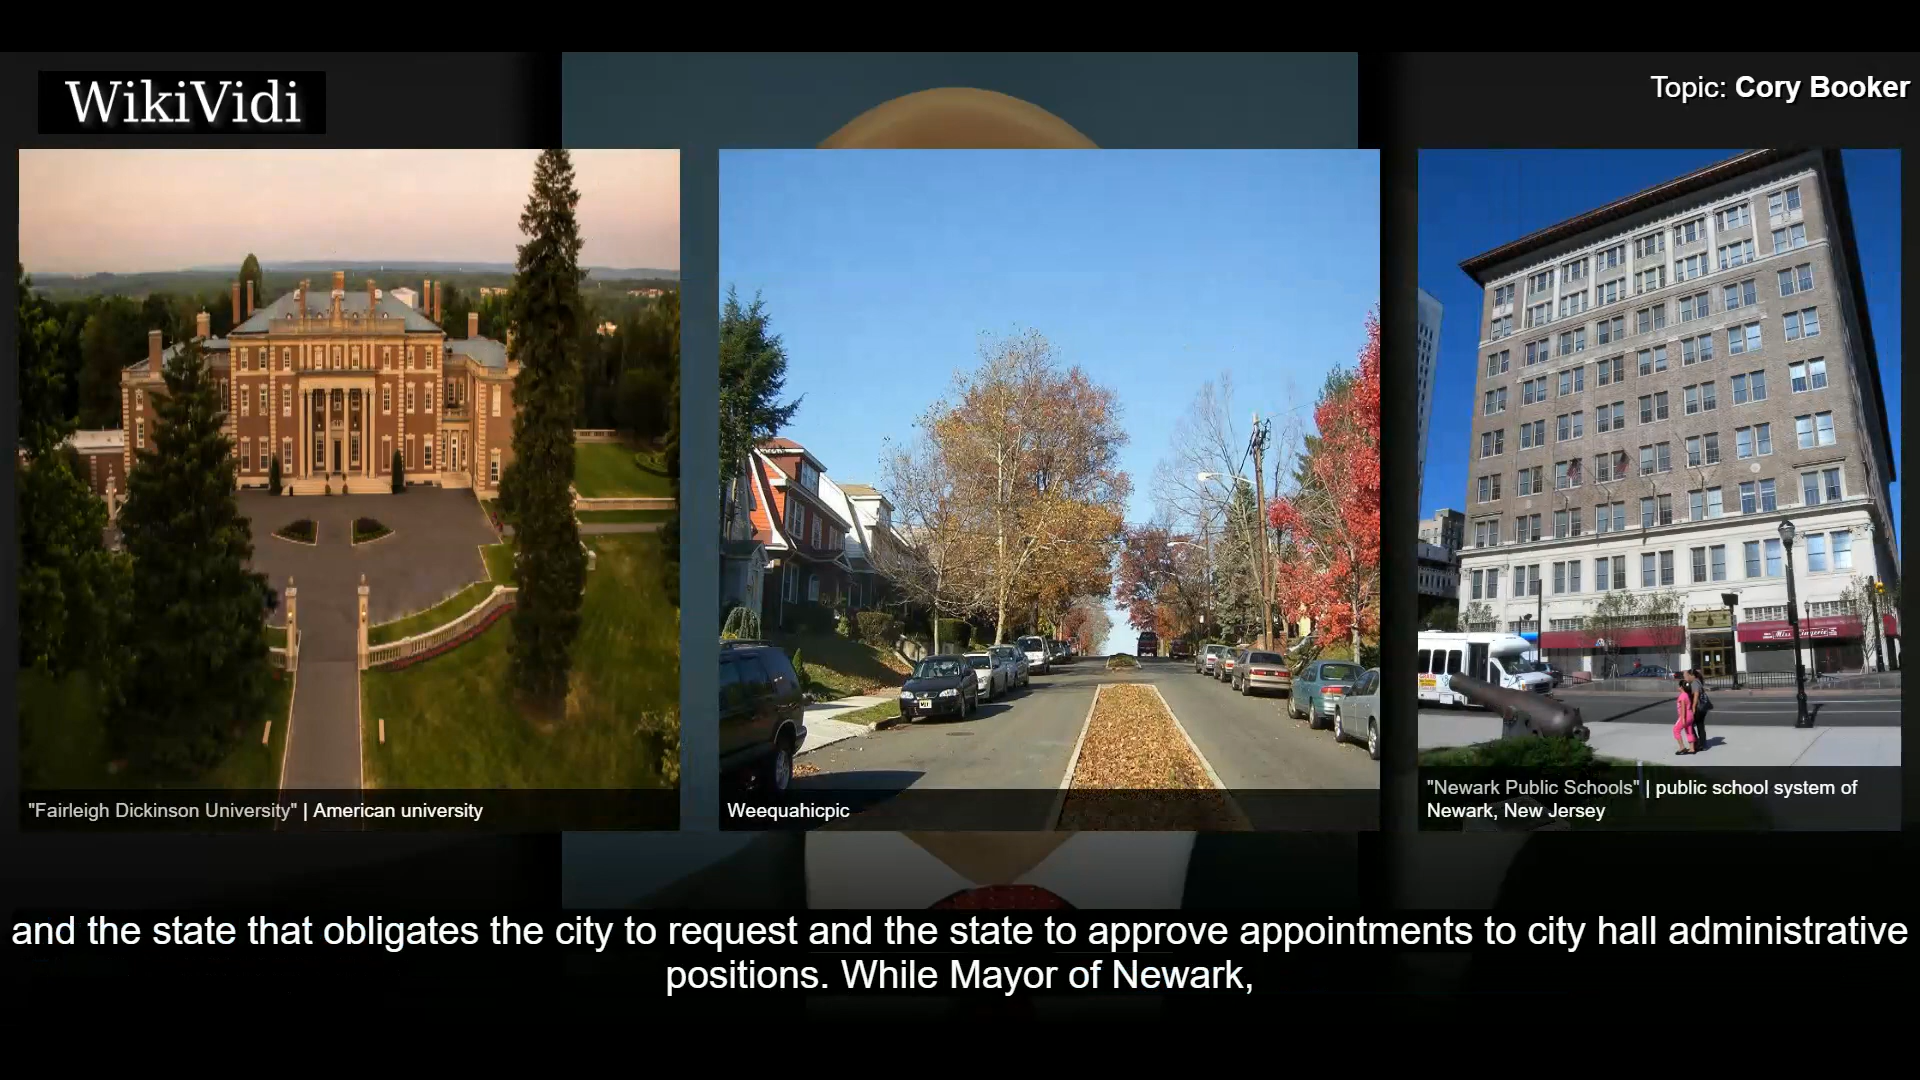 WikiVidi
Topic: Cory Booker
"Fairleigh Dickinson University" | American university
Weequahicpic
"Newark Public Schools" | public school system of
Newark, New Jersey
and the state that obligates the city to request and the state to approve appointments to city hall administrative
positions. While Mayor of Newark,